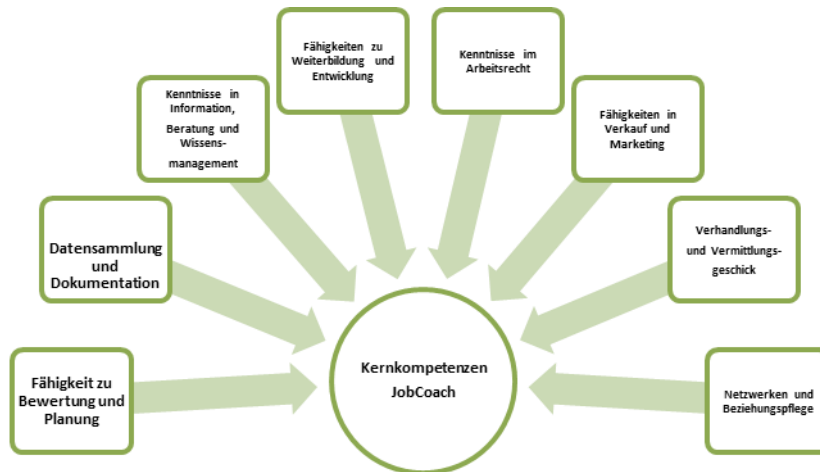 Fähigkeiten zu
Weiterbildung und
Entwicklung
Kenntnisse im
Arbeitsrecht
Kenntnisse in
Information,
Beratung und
Wissens-
management
Fähigkeiten in
Verkauf und
Marketing
Datensammlung
und
Dokumentation
Verhandlungs-
und Vermittlungs-
geschick
Fähigkeit zu
Bewertung und
Planung
Kernkompetenzen
JobCoach
Netzwerken und
Beziehungspflege